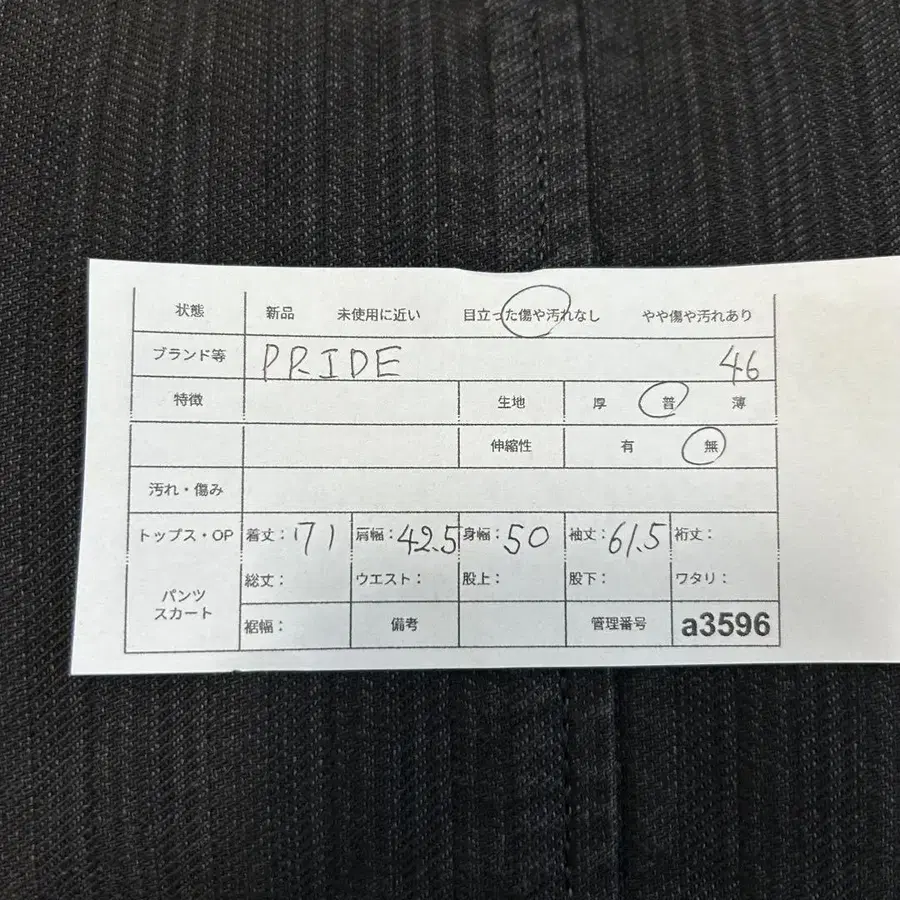 状態 新品 未使用に近い 目立った傷や汚れなし やや傷や汚れあり
ブランド等 PRIDE 46
特徴 生地 厚 普 薄
伸縮性 有 無
汚れ・傷み
トップス・OP 着丈：71 肩幅：42.5 身幅：50 袖丈：61.5 裄丈：
パンツ スカート 総丈： ウエスト： 股上： 股下： ワタリ：
裾幅： 備考 管理番号 a3596